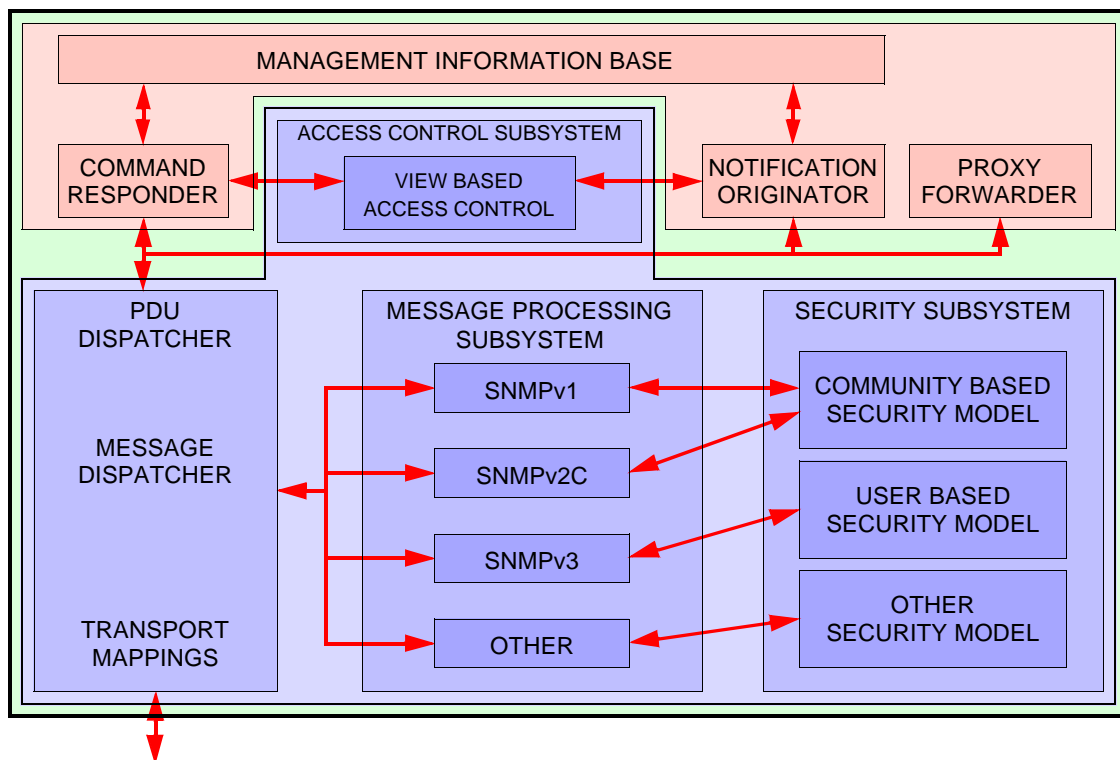 MANAGEMENT INFORMATION BASE
ACCESS CONTROL SUBSYSTEM
COMMAND
RESPONDER
VIEW BASED
ACCESS CONTROL
NOTIFICATION
ORIGINATOR
PROXY
FORWARDER
PDU
DISPATCHER
MESSAGE
DISPATCHER
TRANSPORT
MAPPINGS
MESSAGE PROCESSING
SUBSYSTEM
SNMPv1
SNMPv2C
SNMPv3
OTHER
SECURITY SUBSYSTEM
COMMUNITY BASED
SECURITY MODEL
USER BASED
SECURITY MODEL
OTHER
SECURITY MODEL